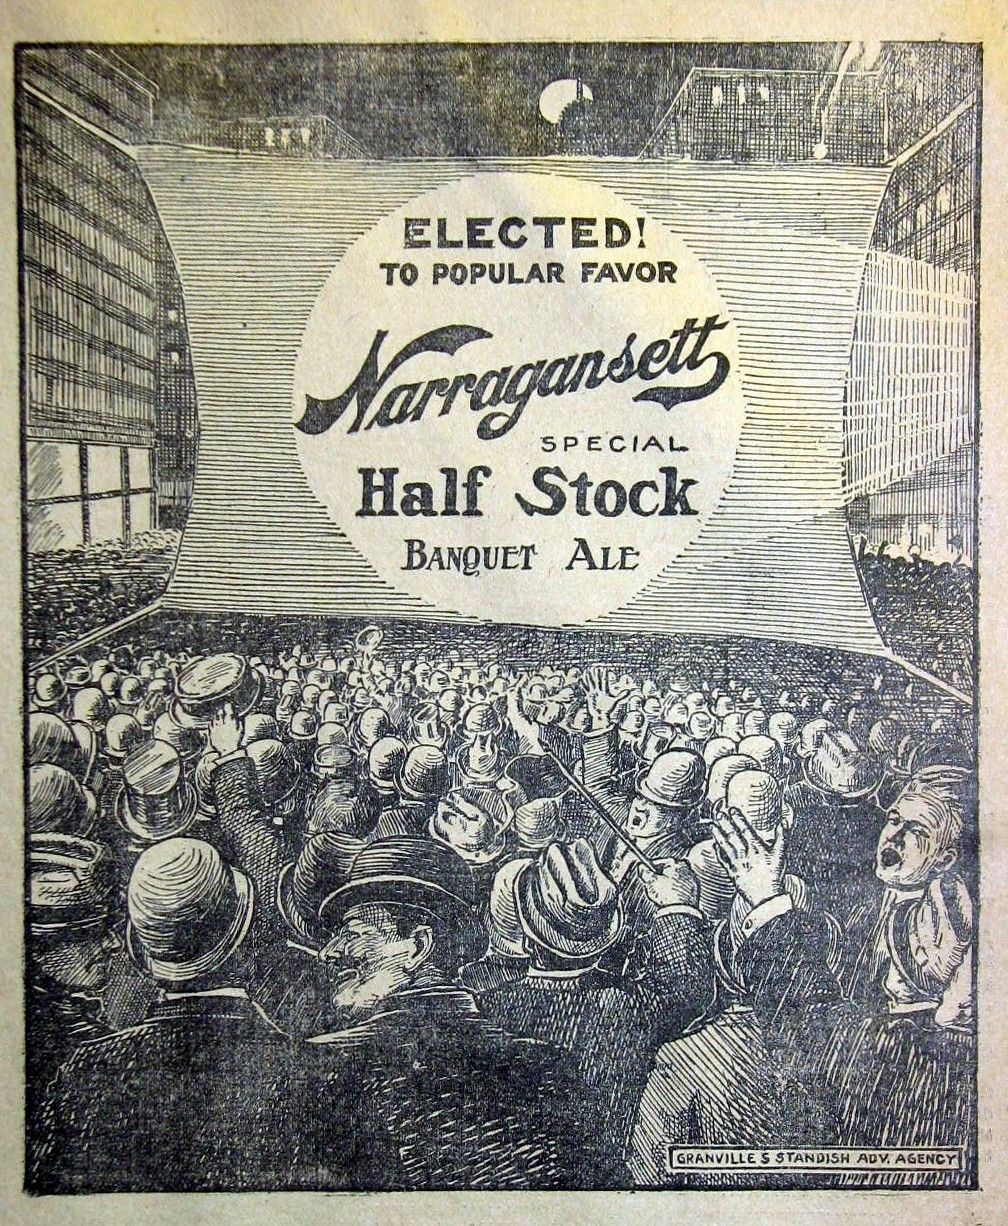 ELECTED!
TO POPULAR FAVOR
Narragansett
SPECIAL
Half Stock
BANQUET ALE
GRANVILLE S STANDISH ADV. AGENCY